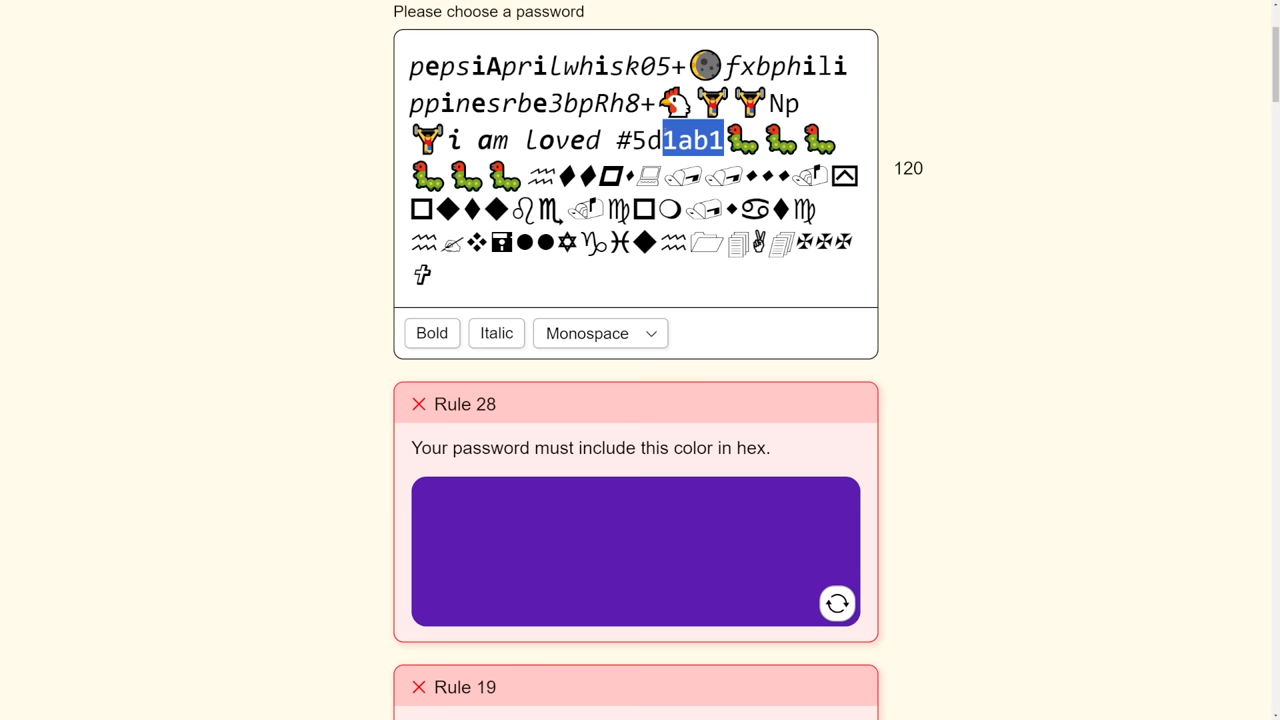 Please choose a password
pepsiAprilwhisk05+🌘fxbphili
ppinesrbe3bpRh8+🐔🏋️🏋️Np
🏋️i am loved #5d1ab1🐛🐛🐛
🐛🐛🐛♒︎⬧︎⬧︎□︎⬧︎💻︎
120
Bold Italic Monospace
Rule 28
Your password must include this color in hex.
Rule 19